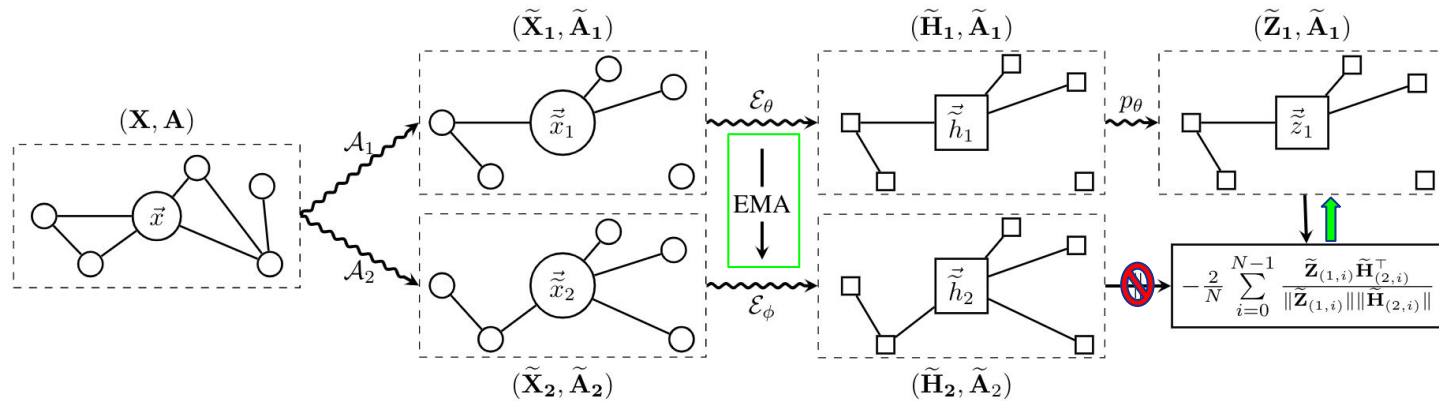 (X, A)
x⃗
𝒜₁
𝒜₂
(X̃₁, Ã₁)
x̃⃗₁
x̃⃗₂
(X̃₂, Ã₂)
ℰ_θ
EMA
ℰ_ϕ
(H̃₁, Ã₁)
h̃⃗₁
h̃⃗₂
(H̃₂, Ã₂)
p_θ
(Z̃₁, Ã₁)
z̃⃗₁
−2/N ∑_{i=0}^{N−1} Z̃_{(1,i)} H̃_{(2,i)}^⊤ / ‖Z̃_{(1,i)}‖‖H̃_{(2,i)}‖